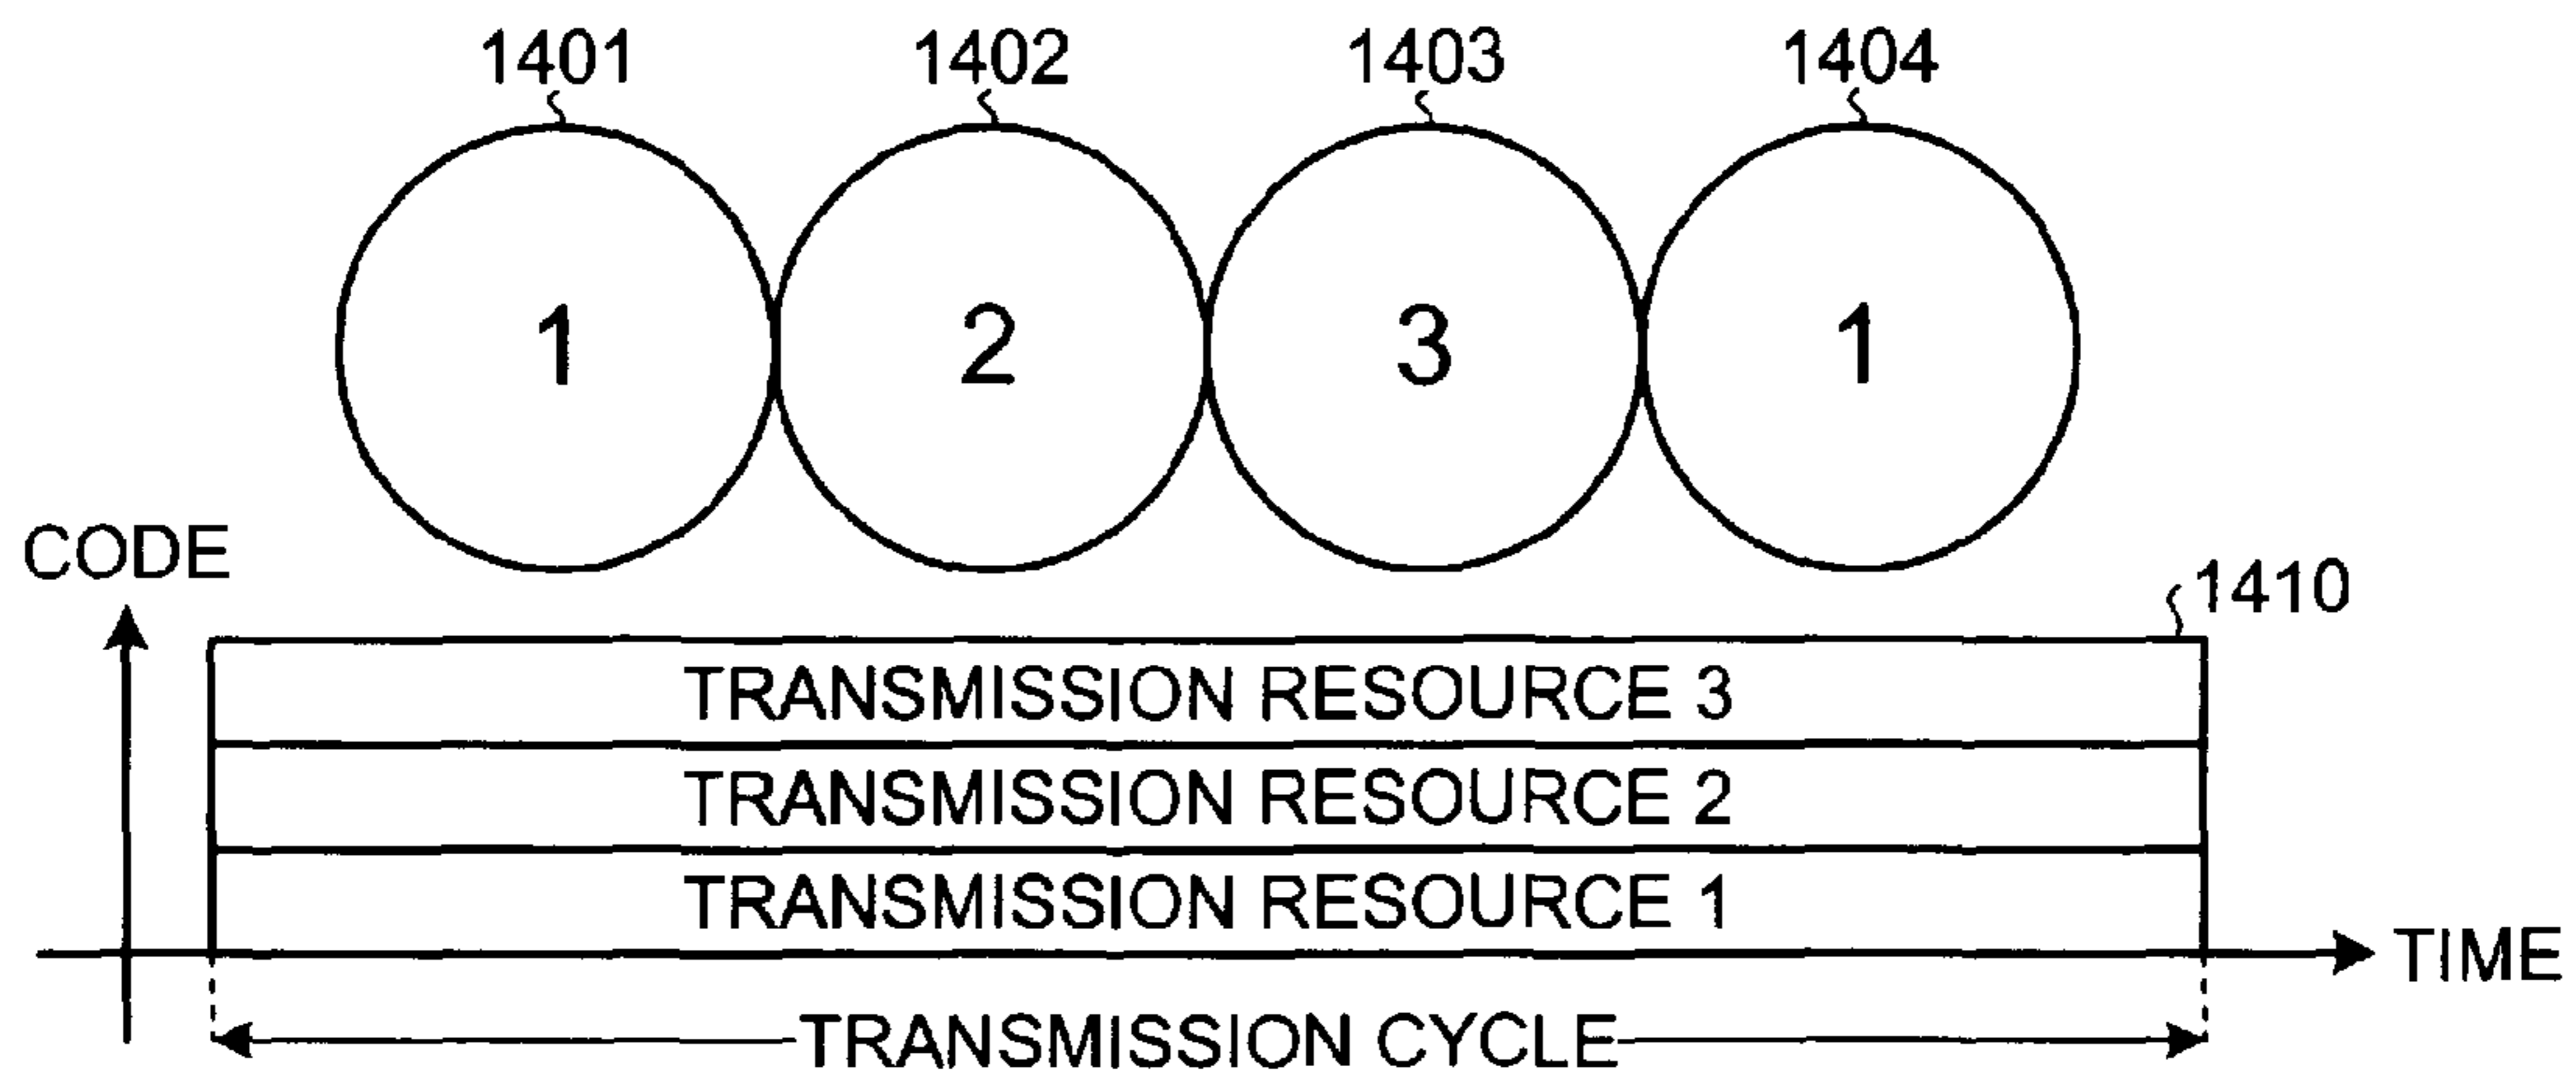 1401 1402 1403 1404
1 2 3 1
CODE
1410
TRANSMISSION RESOURCE 3
TRANSMISSION RESOURCE 2
TRANSMISSION RESOURCE 1
TIME
TRANSMISSION CYCLE